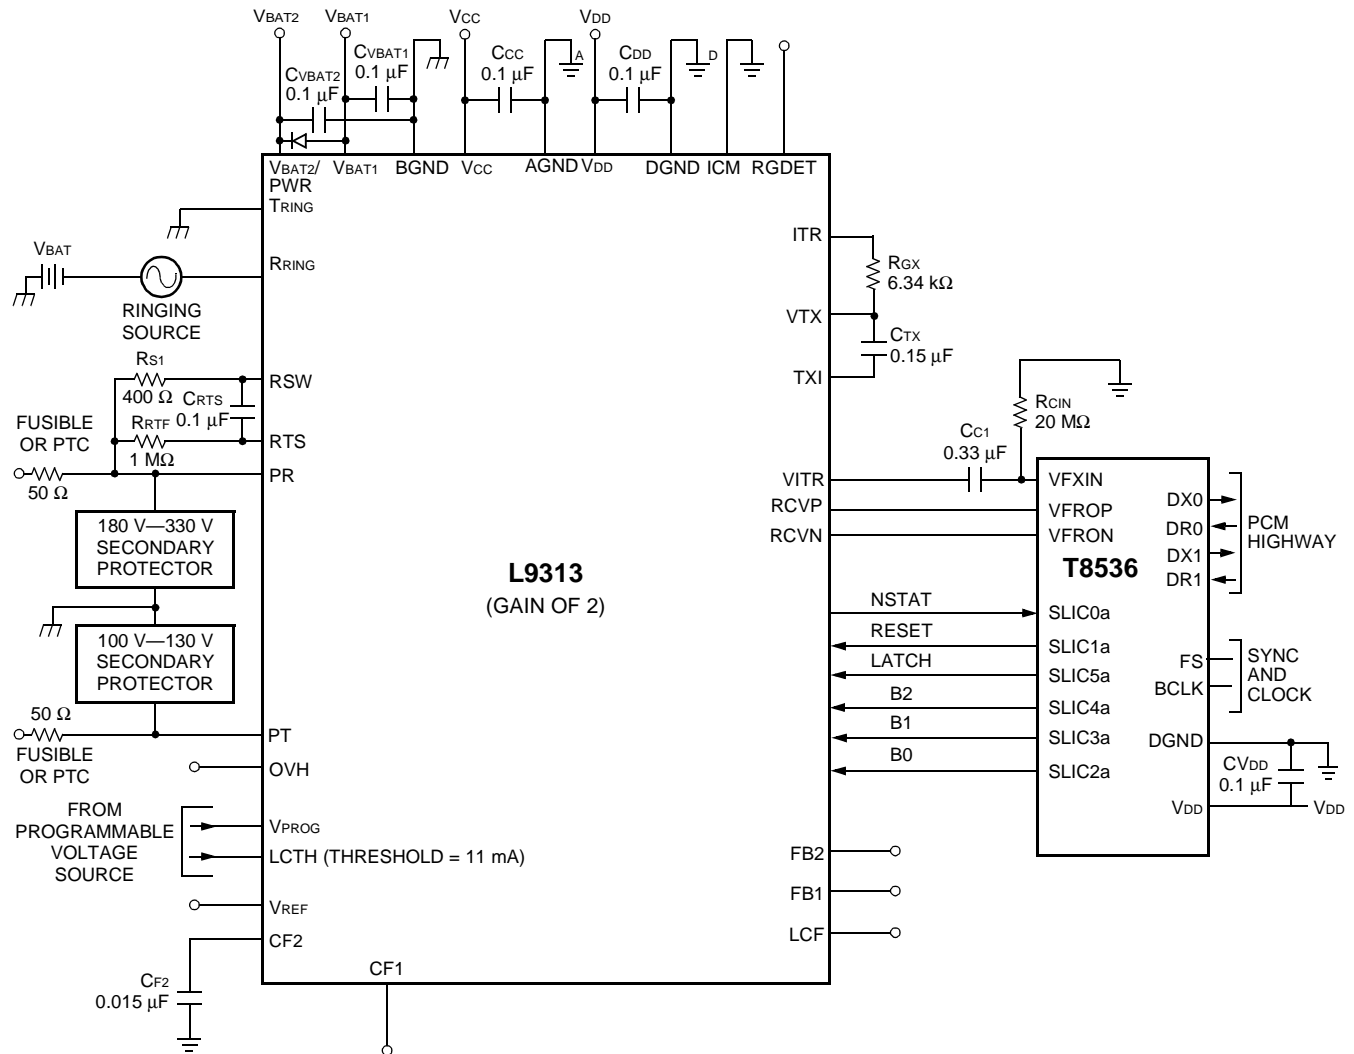 VBAT2
VBAT1
VCC
VDD
CVBAT1
0.1 µF
CVBAT2
0.1 µF
CCC
0.1 µF
A
CDD
0.1 µF
D
VBAT2/
PWR
VBAT1
BGND
VCC
AGND
VDD
DGND
ICM
RGDET
TRING
VBAT
RRING
RINGING
SOURCE
RS1
400 Ω
RSW
CRTS
0.1 µF
RRTF
1 MΩ
RTS
FUSIBLE
OR PTC
50 Ω
PR
180 V—330 V
SECONDARY
PROTECTOR
100 V—130 V
SECONDARY
PROTECTOR
50 Ω
FUSIBLE
OR PTC
PT
OVH
FROM
PROGRAMMABLE
VOLTAGE
SOURCE
VPROG
LCTH (THRESHOLD = 11 mA)
VREF
CF2
CF2
0.015 µF
CF1
L9313
(GAIN OF 2)
ITR
RGX
6.34 kΩ
VTX
CTX
0.15 µF
TXI
RCIN
20 MΩ
CC1
0.33 µF
VITR
RCVP
RCVN
VFXIN
VFROP
VFRON
T8536
DX0
DR0
DX1
DR1
PCM
HIGHWAY
NSTAT
SLIC0a
RESET
SLIC1a
LATCH
SLIC5a
B2
SLIC4a
B1
SLIC3a
B0
SLIC2a
FS
BCLK
SYNC
AND
CLOCK
DGND
CVDD
0.1 µF
VDD
VDD
FB2
FB1
LCF